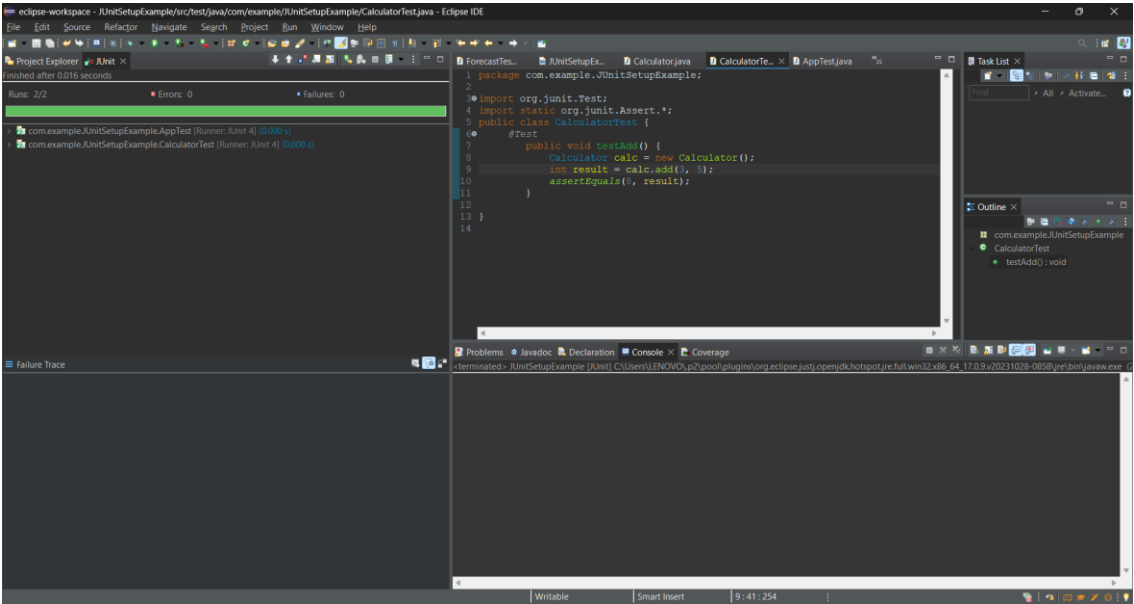 eclipse-workspace - JUnitSetupExample/src/test/java/com/example/JUnitSetupExample/CalculatorTest.java - Eclipse IDE
File Edit Source Refactor Navigate Search Project Run Window Help
Project Explorer JUnit
Finished after 0.016 seconds
Runs: 2/2 Errors: 0 Failures: 0
com.example.JUnitSetupExample.AppTest [Runner: JUnit 4] (0.000 s)
com.example.JUnitSetupExample.CalculatorTest [Runner: JUnit 4] (0.000 s)
Failure Trace
ForecastTes... JUnitSetupEx... Calculator.java CalculatorTe... AppTest.java
1 package com.example.JUnitSetupExample;
2
3 import org.junit.Test;
4 import static org.junit.Assert.*;
5 public class CalculatorTest {
6 @Test
7 public void testAdd() {
8 Calculator calc = new Calculator();
9 int result = calc.add(3, 5);
10 assertEquals(8, result);
11 }
12
13 }
14
Task List
Find All Activate...
Outline
com.example.JUnitSetupExample
CalculatorTest
testAdd() : void
Problems Javadoc Declaration Console Coverage
<terminated> JUnitSetupExample [JUnit] C:\Users\LENOVO\.p2\pool\plugins\org.eclipse.justj.openjdk.hotspot.jre.full.win32.x86_64_17.0.9.v20231028-0858\jre\bin\javaw.exe (2
Writable Smart Insert 9 : 41 : 254